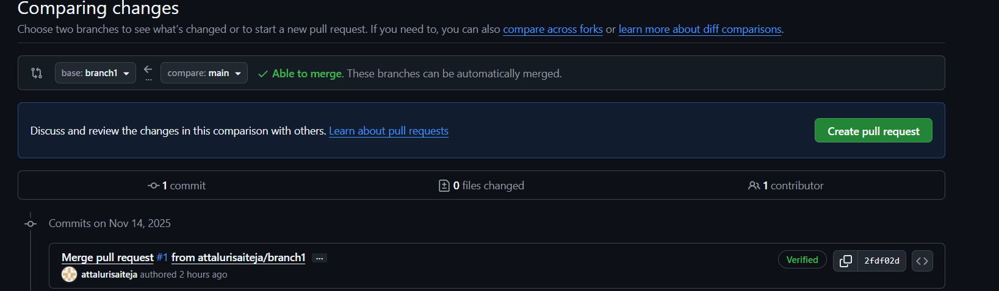 Comparing changes
Choose two branches to see what’s changed or to start a new pull request. If you need to, you can also compare across forks or learn more about diff comparisons.
base: branch1 ... compare: main Able to merge. These branches can be automatically merged.
Discuss and review the changes in this comparison with others. Learn about pull requests Create pull request
1 commit 0 files changed 1 contributor
Commits on Nov 14, 2025
Merge pull request #1 from attalurisaiteja/branch1 ... Verified 2fdf02d
attalurisaiteja authored 2 hours ago